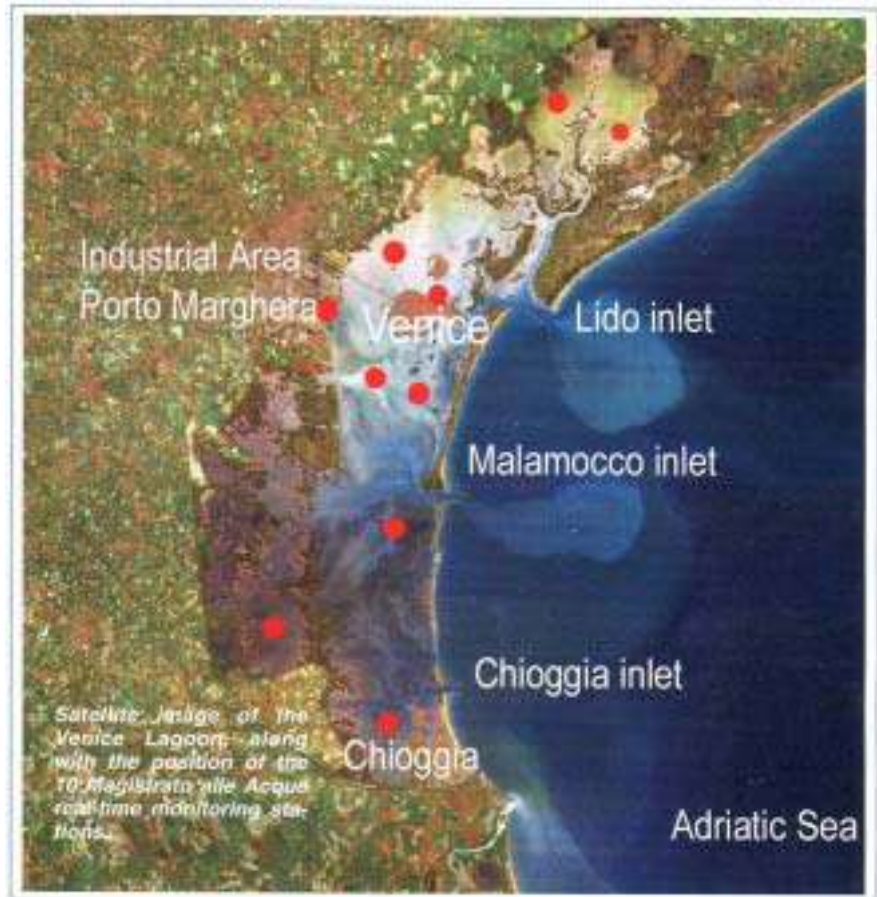 Industrial Area
Porto Marghera
Venice
Lido inlet
Malamocco inlet
Chioggia inlet
Satellite image of the
Venice Lagoon, along
with the position of the
10 Magistrato alle Acque
real-time monitoring sta-
tions.
Chioggia
Adriatic Sea